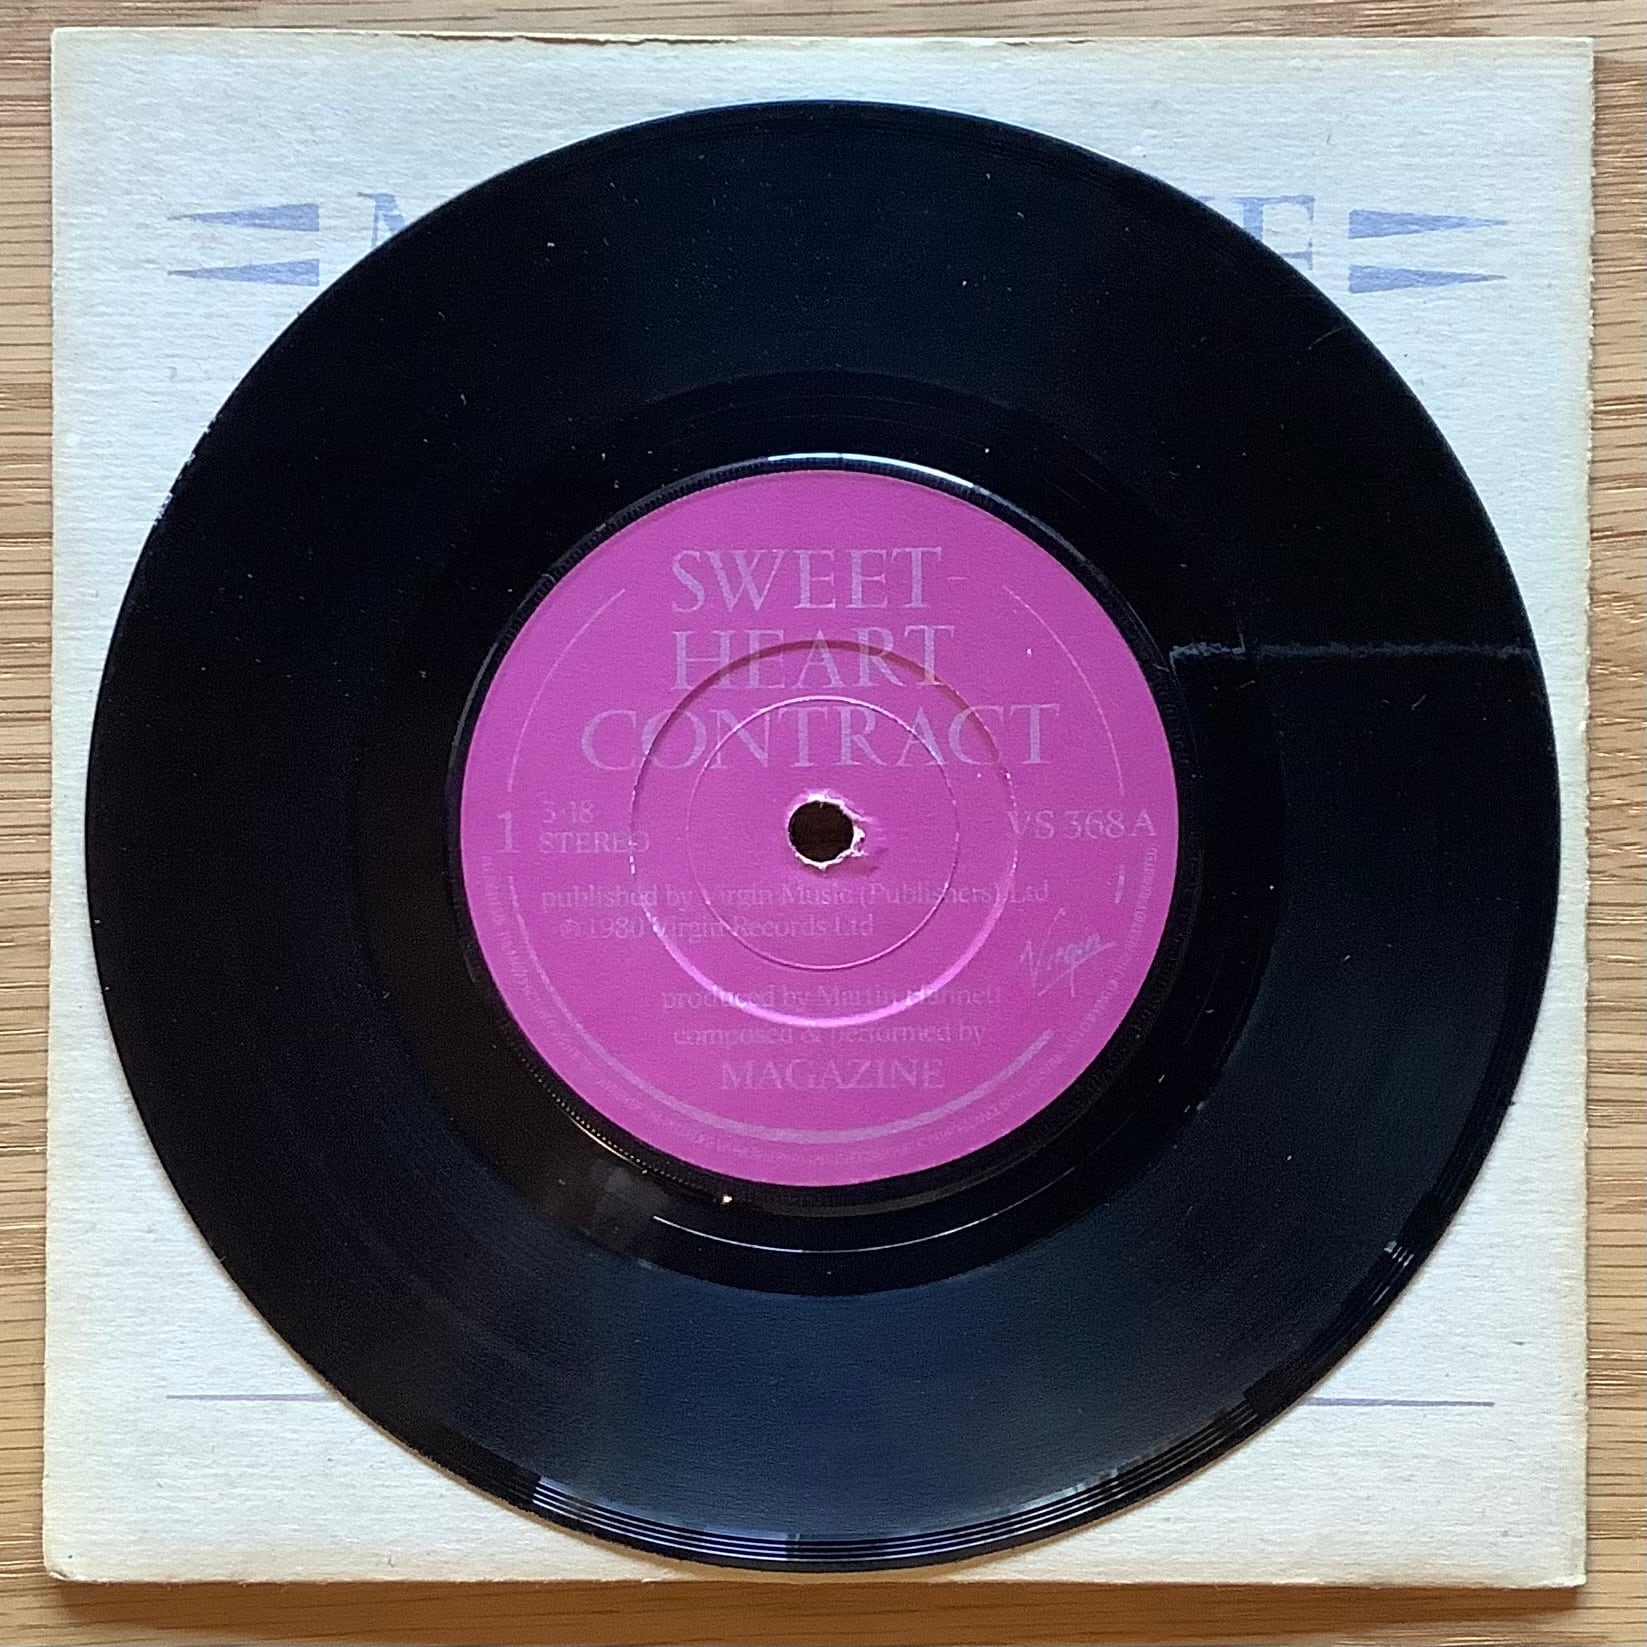 SWEET-
HEART
CONTRACT
1
3·18
STEREO
VS 368 A
published by Virgin Music (Publishers) Ltd
℗ 1980 Virgin Records Ltd
Virgin
produced by Martin Hannett
composed & performed by
MAGAZINE